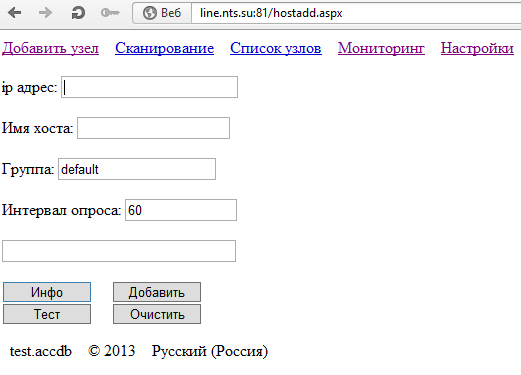 Веб line.nts.su:81/hostadd.aspx
Добавить узел Сканирование Список узлов Мониторинг Настройки
ip адрес:
Имя хоста:
Группа: default
Интервал опроса: 60
Инфо Добавить
Тест Очистить
test.accdb © 2013 Русский (Россия)